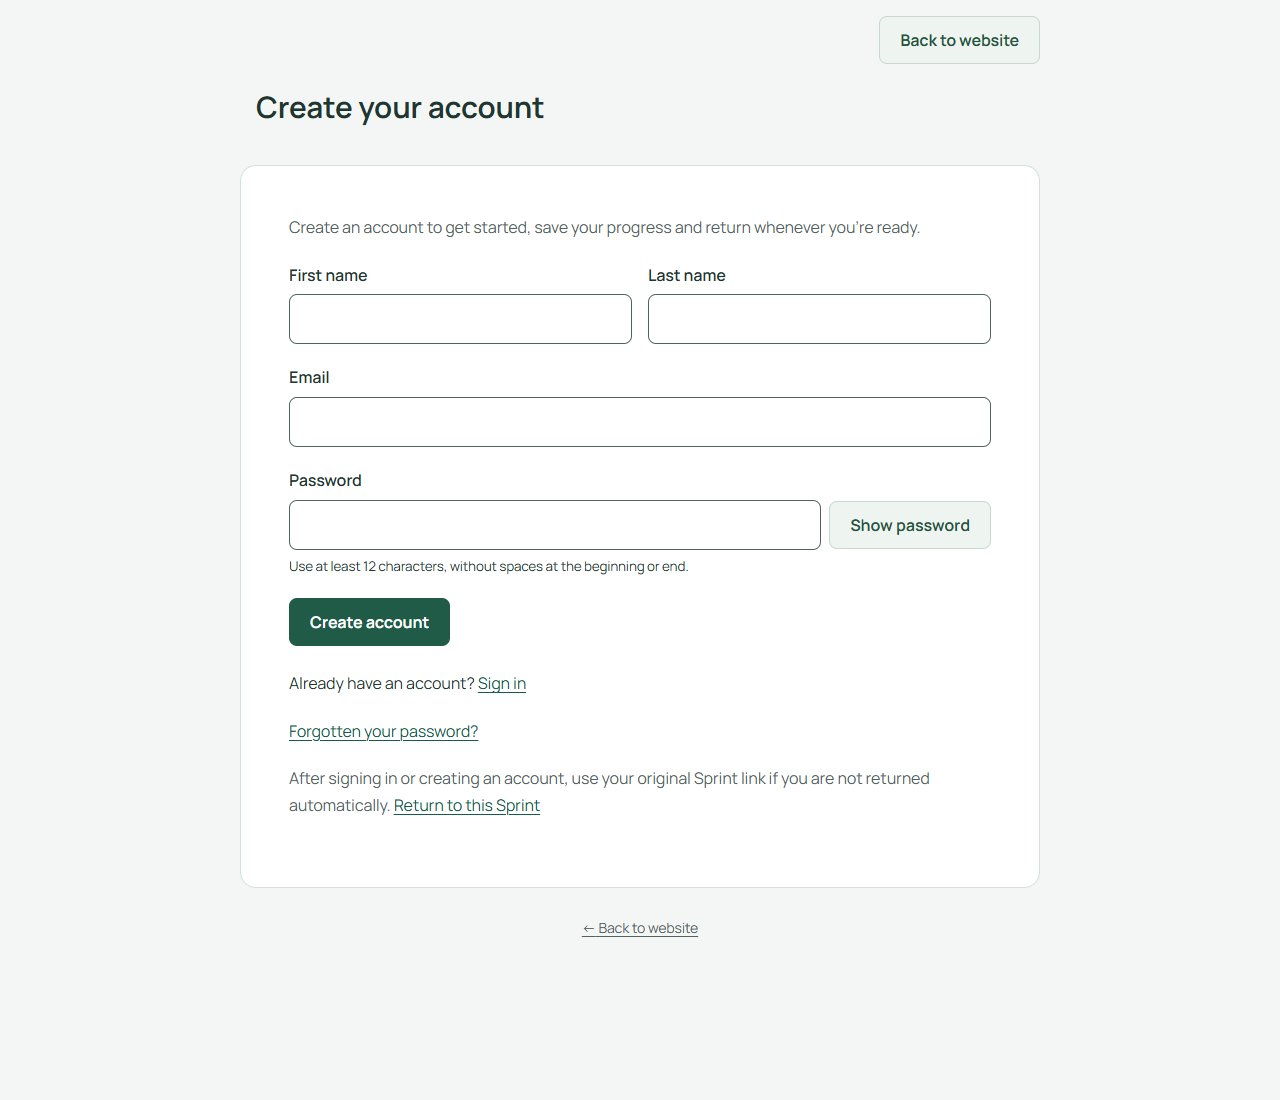 Back to website
Create your account
Create an account to get started, save your progress and return whenever you're ready.
First name
Last name
Email
Password
Show password
Use at least 12 characters, without spaces at the beginning or end.
Create account
Already have an account? Sign in
Forgotten your password?
After signing in or creating an account, use your original Sprint link if you are not returned
automatically. Return to this Sprint
← Back to website